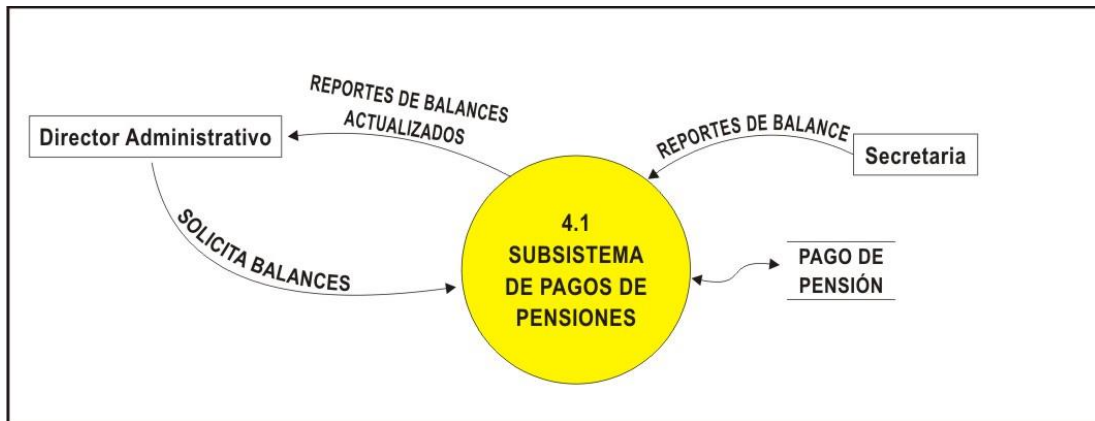 REPORTES DE BALANCES
ACTUALIZADOS
Director Administrativo
REPORTES DE BALANCE
Secretaria
SOLICITA BALANCES
4.1
SUBSISTEMA
DE PAGOS DE
PENSIONES
PAGO DE
PENSIÓN